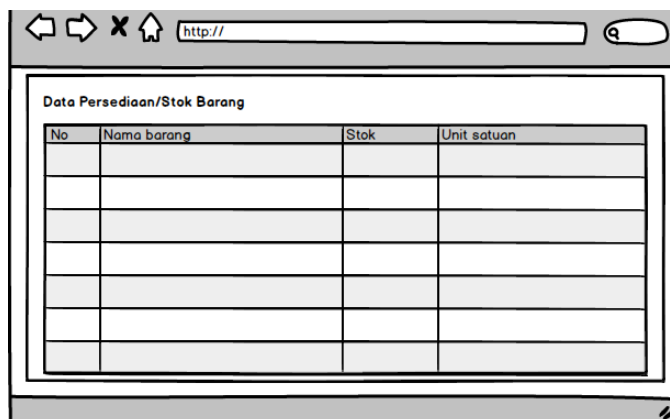 http://
Data Persediaan/Stok Barang
No Nama barang Stok Unit satuan